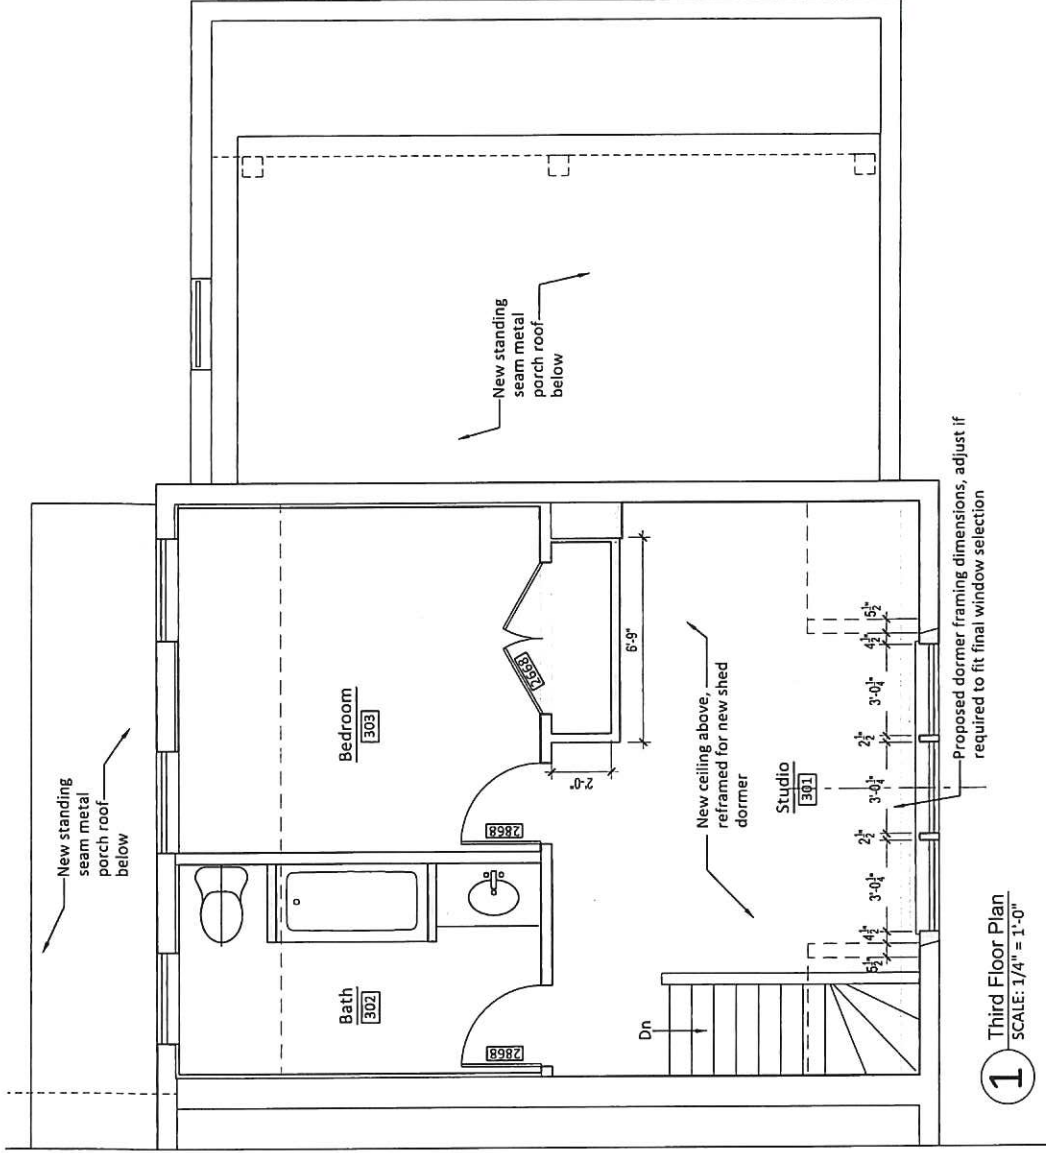 New standing
seam metal
porch roof
below
New standing
seam metal
porch roof
below
Bedroom
303
2668
Bath
302
2868
2868
2'-0"
6'-9"
New ceiling above,
reframed for new shed
dormer
Studio
301
Dn
5½"
4½"
3'-0¼"
2½"
3'-0¼"
2½"
3'-0¼"
4½"
5½"
Proposed dormer framing dimensions, adjust if
required to fit final window selection
1
Third Floor Plan
SCALE: 1/4" = 1'-0"